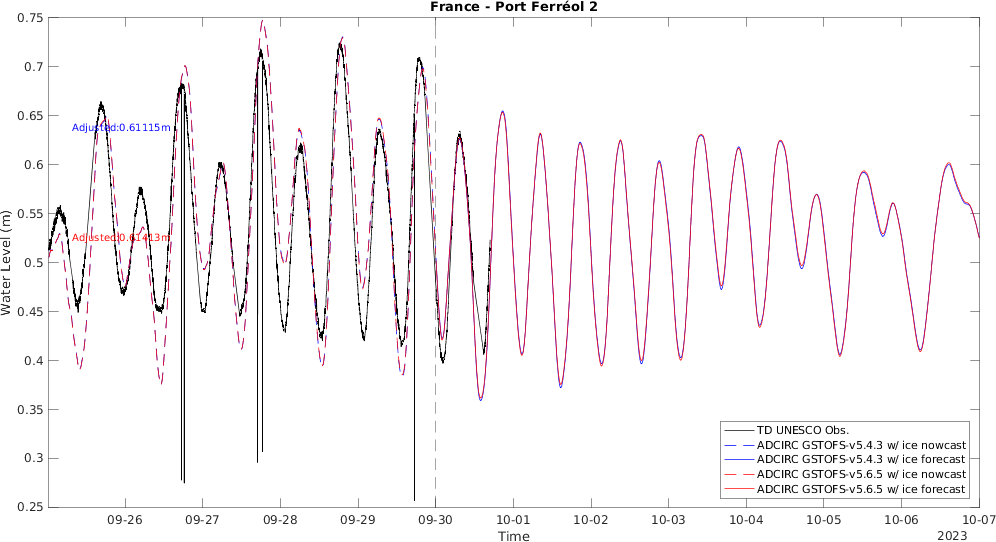 France - Port Ferréol 2
0.75
0.7
0.65
0.6
0.55
0.5
0.45
0.4
0.35
0.3
0.25
Water Level (m)
Adjusted:0.61115m
Adjusted:0.61413m
TD UNESCO Obs.
ADCIRC GSTOFS-v5.4.3 w/ ice nowcast
ADCIRC GSTOFS-v5.4.3 w/ ice forecast
ADCIRC GSTOFS-v5.6.5 w/ ice nowcast
ADCIRC GSTOFS-v5.6.5 w/ ice forecast
09-26 09-27 09-28 09-29 09-30 10-01 10-02 10-03 10-04 10-05 10-06 10-07
Time
2023